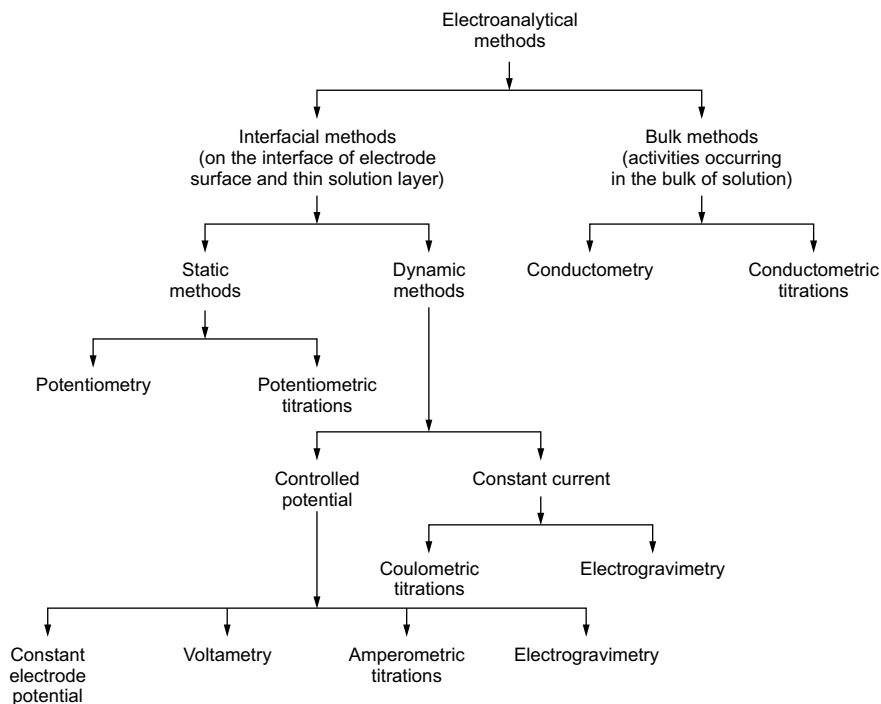 Electroanalytical
methods
Interfacial methods
(on the interface of electrode
surface and thin solution layer)
Bulk methods
(activities occurring
in the bulk of solution)
Static
methods
Dynamic
methods
Conductometry
Conductometric
titrations
Potentiometry
Potentiometric
titrations
Controlled
potential
Constant current
Coulometric
titrations
Electrogravimetry
Constant
electrode
potential
Voltametry
Amperometric
titrations
Electrogravimetry